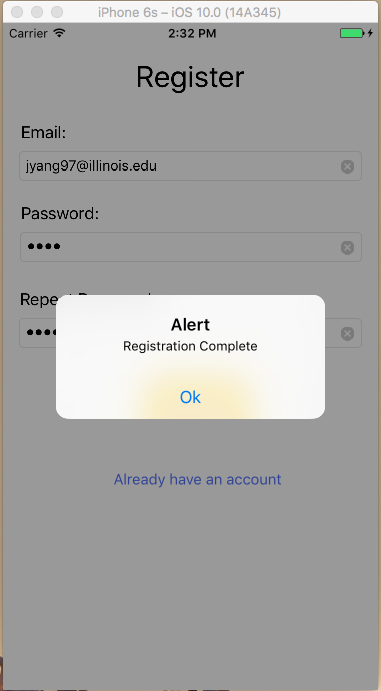 iPhone 6s – iOS 10.0 (14A345)
Carrier 2:32 PM
Register
Email:
jyang97@illinois.edu
Password:
••••
Alert
Registration Complete
Ok
Already have an account